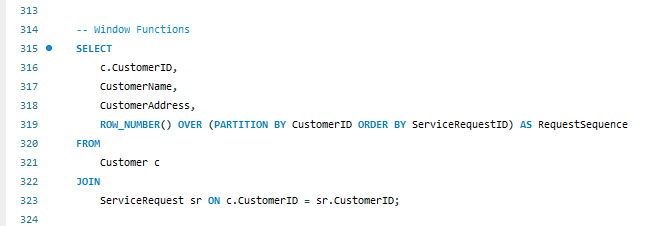 313
314 -- Window Functions
315 SELECT
316 c.CustomerID,
317 CustomerName,
318 CustomerAddress,
319 ROW_NUMBER() OVER (PARTITION BY CustomerID ORDER BY ServiceRequestID) AS RequestSequence
320 FROM
321 Customer c
322 JOIN
323 ServiceRequest sr ON c.CustomerID = sr.CustomerID;
324